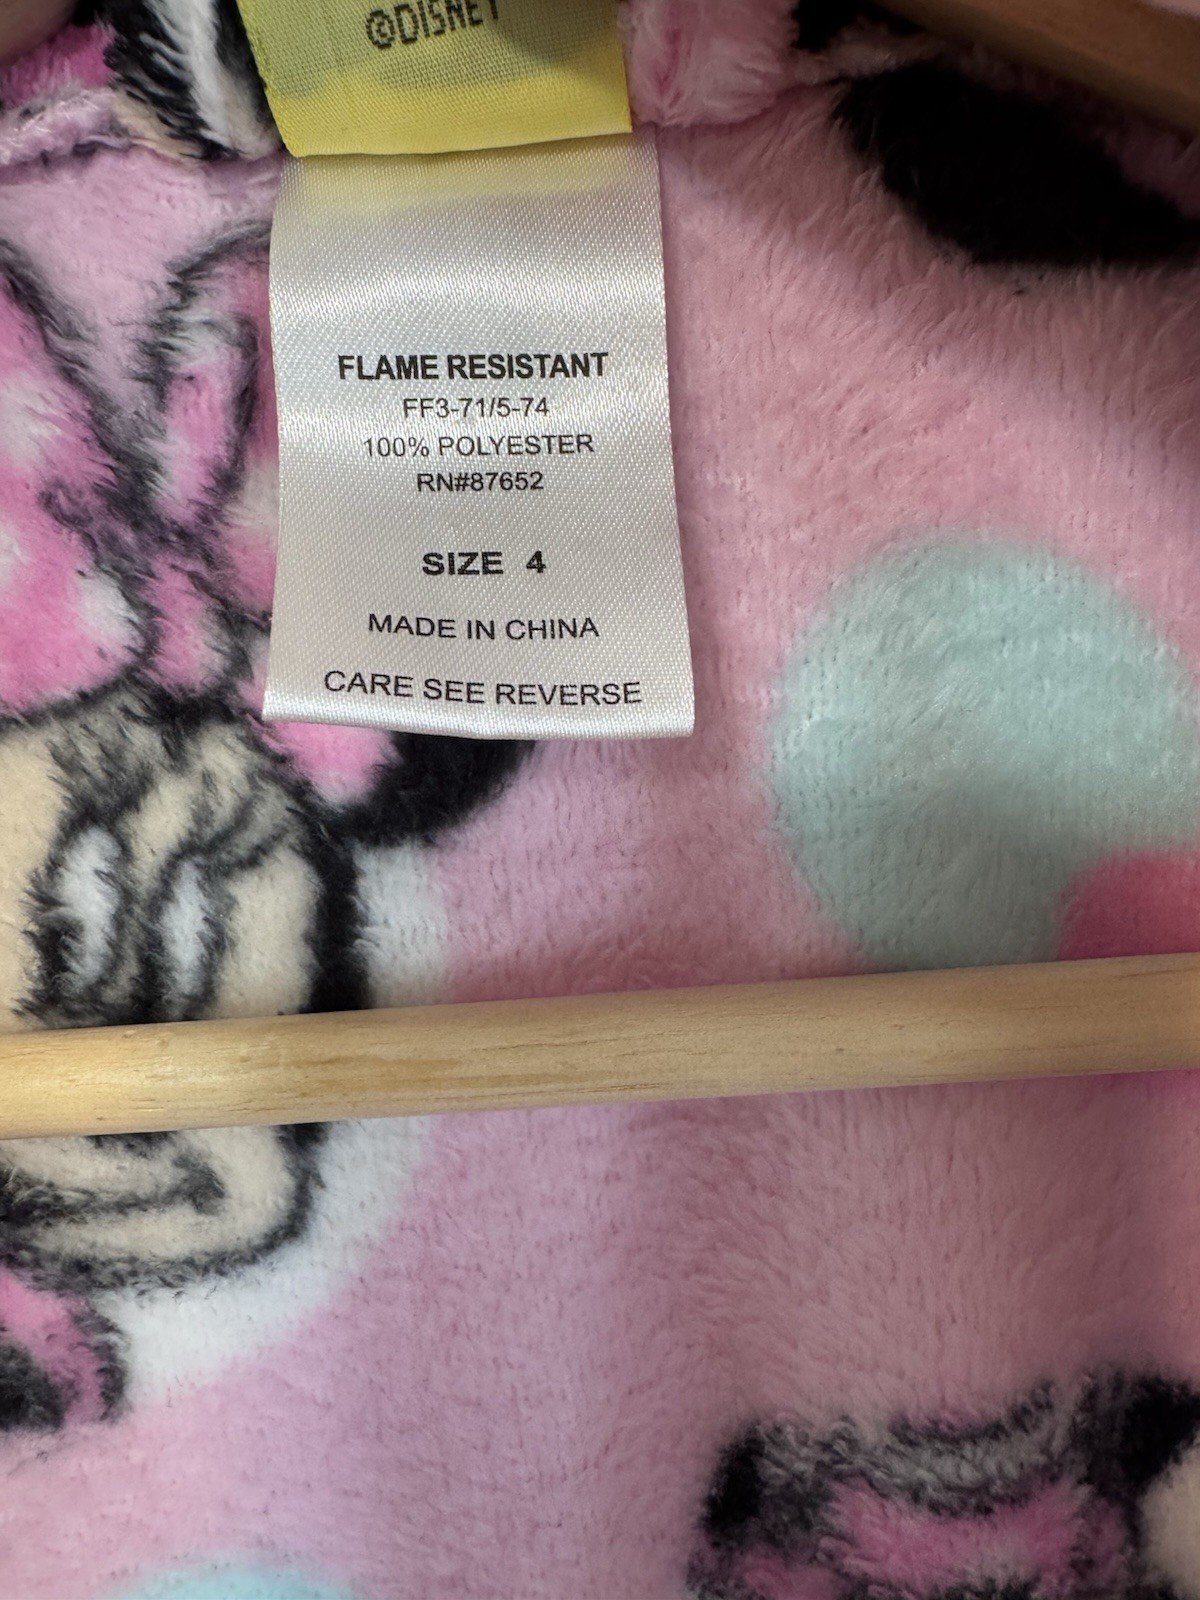 ©DISNEY
FLAME RESISTANT
FF3-71/5-74
100% POLYESTER
RN#87652
SIZE 4
MADE IN CHINA
CARE SEE REVERSE